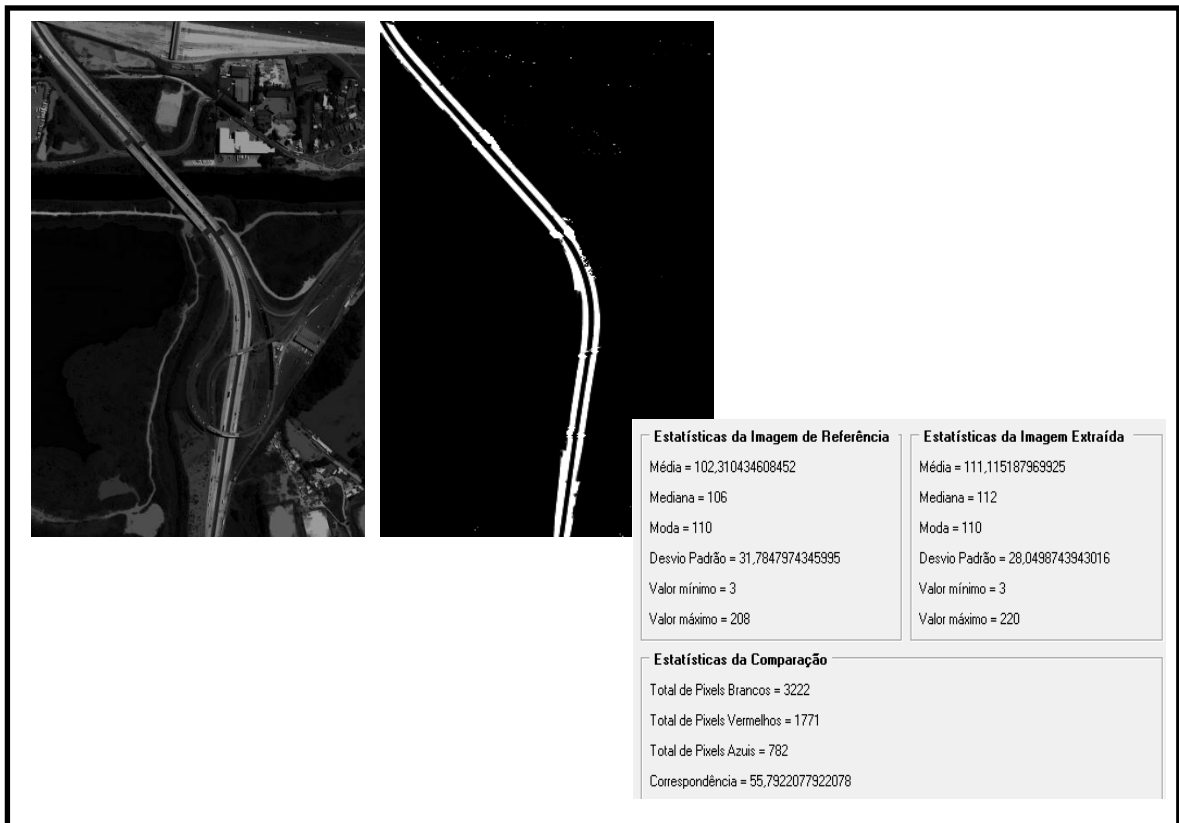 Estatísticas da Imagem de Referência
Média = 102,310434608452
Mediana = 106
Moda = 110
Desvio Padrão = 31,7847974345995
Valor mínimo = 3
Valor máximo = 208
Estatísticas da Imagem Extraída
Média = 111,115187969925
Mediana = 112
Moda = 110
Desvio Padrão = 28,0498743943016
Valor mínimo = 3
Valor máximo = 220
Estatísticas da Comparação
Total de Pixels Brancos = 3222
Total de Pixels Vermelhos = 1771
Total de Pixels Azuis = 782
Correspondência = 55,7922077922078